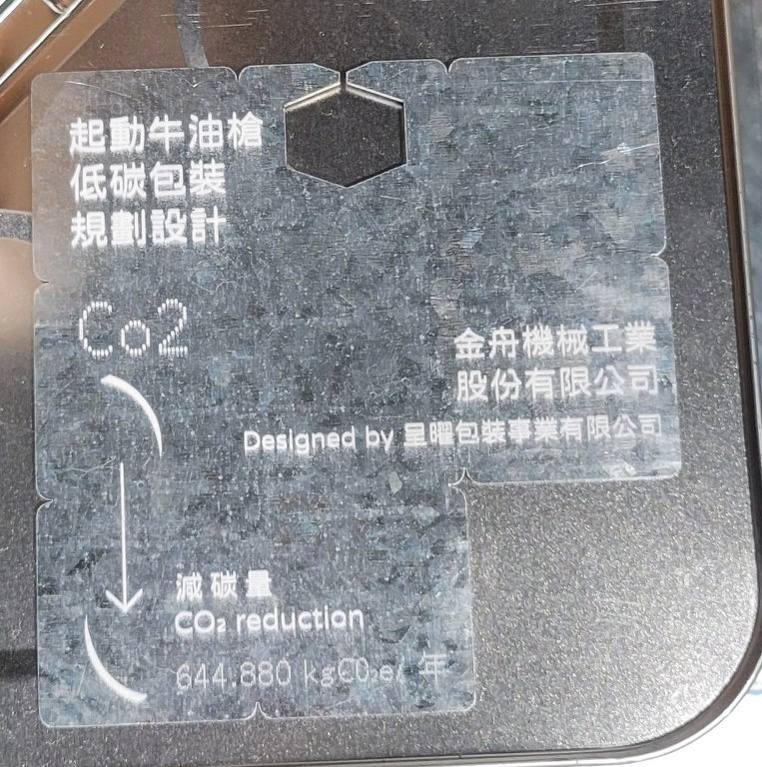 起動牛油槍
低碳包裝
規劃設計
Co2
金舟機械工業
股份有限公司
Designed by 呈曜包裝事業有限公司
減碳量
CO₂ reduction
644.880 kgCO₂e/ 年